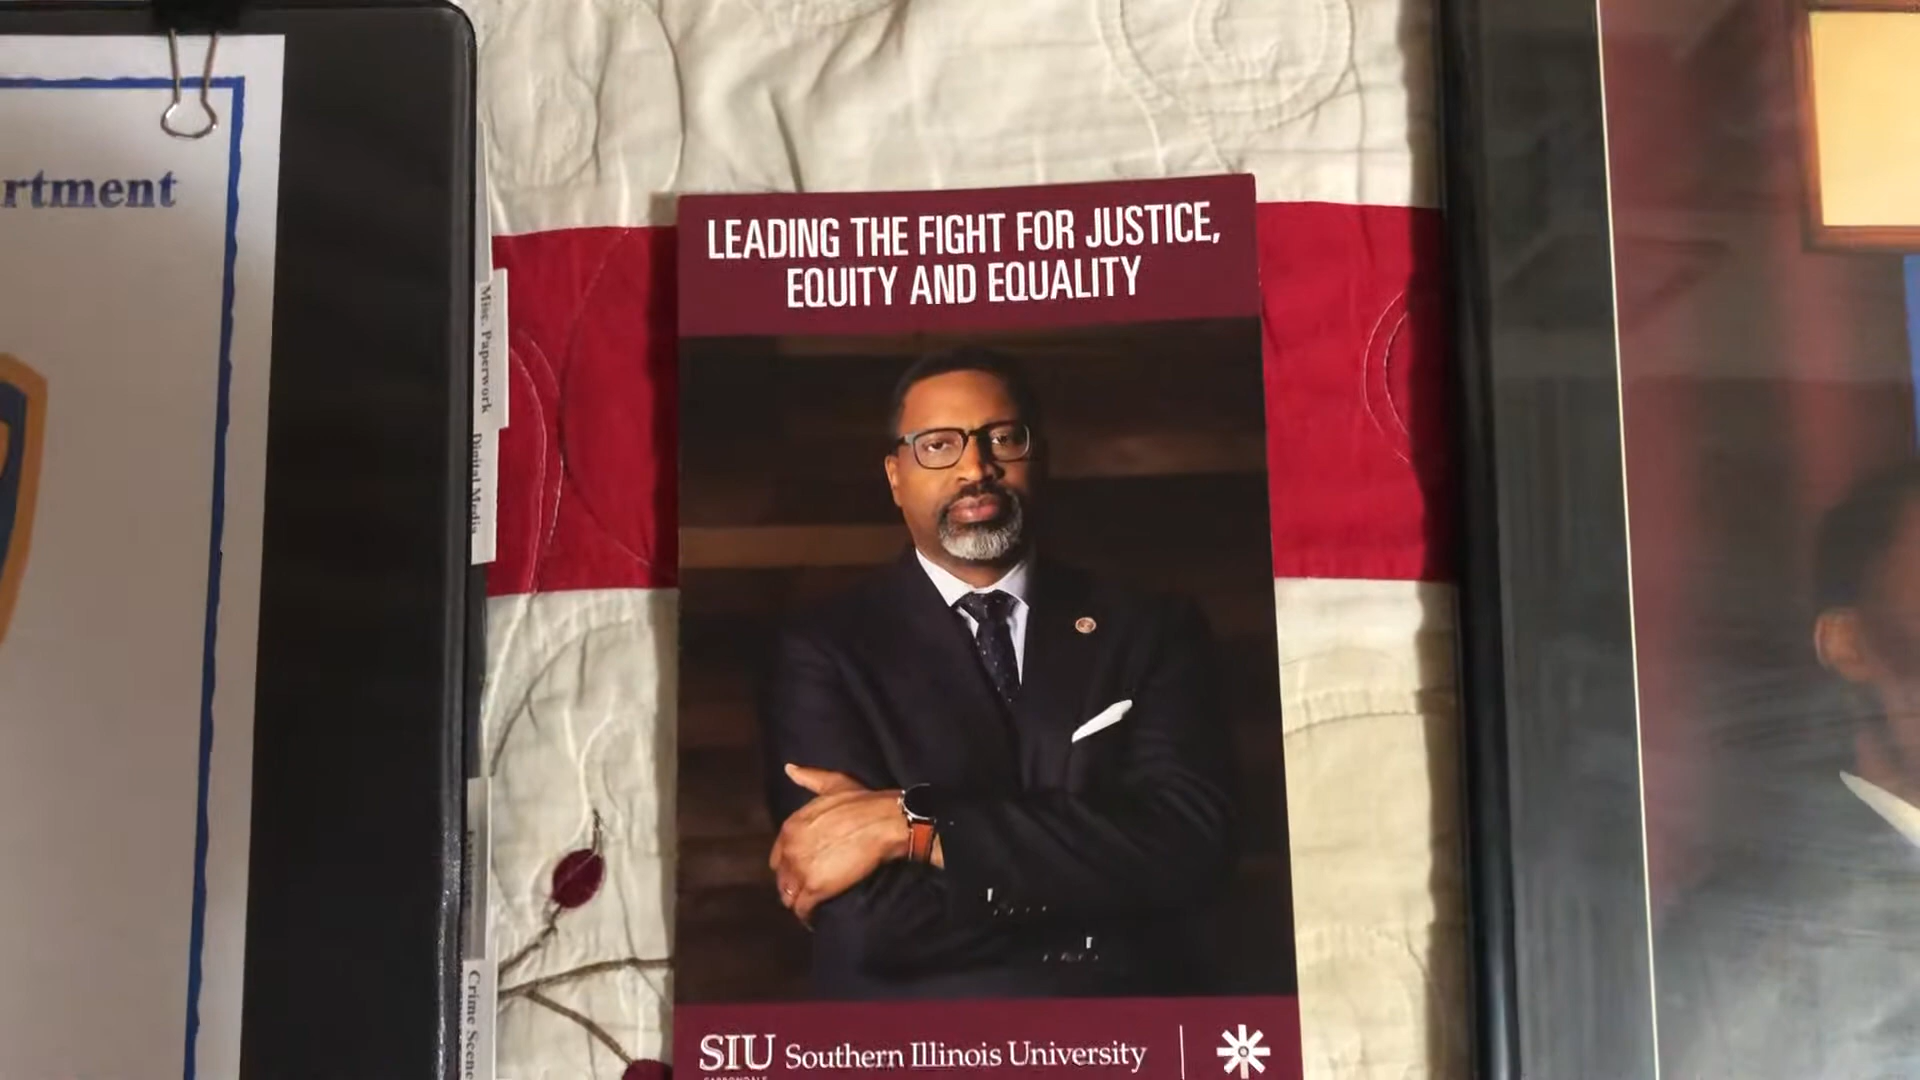 rtment
Misc. Paperwork
Digital Media
Crime Scene
LEADING THE FIGHT FOR JUSTICE,
EQUITY AND EQUALITY
SIU Southern Illinois University
CARBONDALE